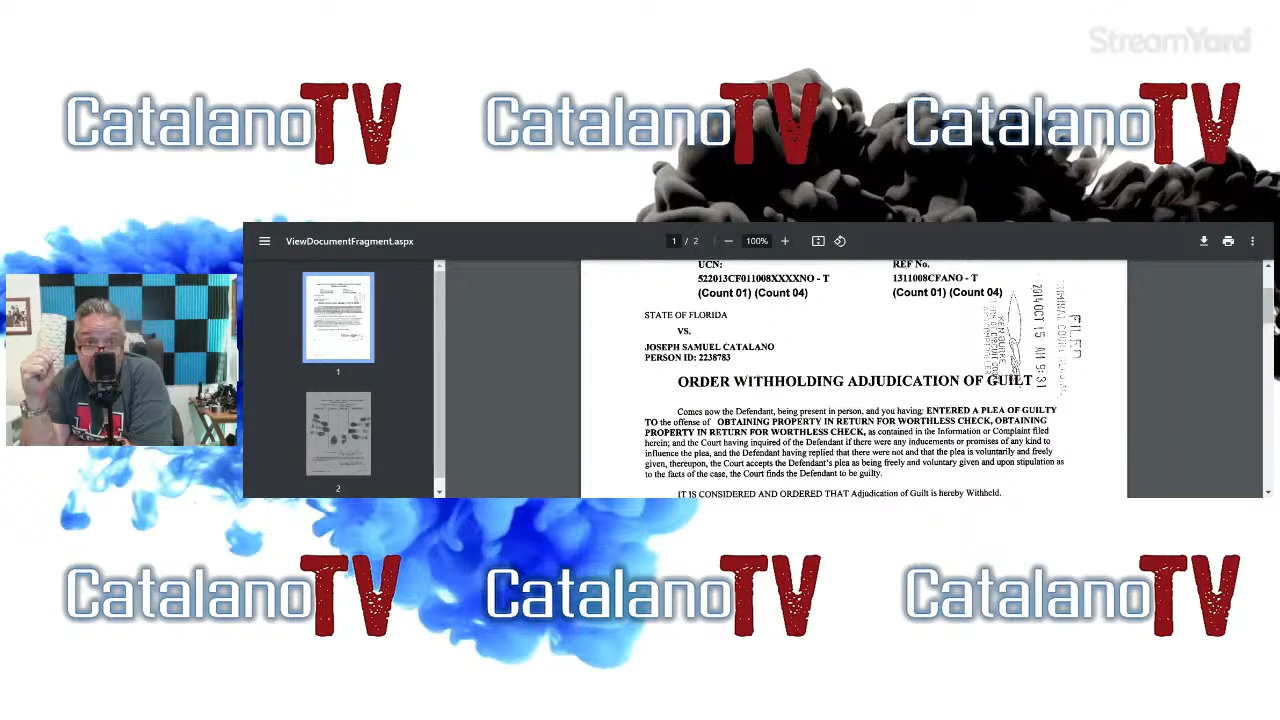 StreamYard
CatalanoTV CatalanoTV CatalanoTV
ViewDocumentFragment.aspx
1 / 2
100%
UCN:
REF No.
522013CF011008XXXXNO - T
1311008CFANO - T
(Count 01) (Count 04)
(Count 01) (Count 04)
STATE OF FLORIDA
VS.
JOSEPH SAMUEL CATALANO
PERSON ID: 2238783
FILED
2014 OCT 15 AM 9:31
KEN BURKE
ORDER WITHHOLDING ADJUDICATION OF GUILT
Comes now the Defendant, being present in person, and you having: ENTERED A PLEA OF GUILTY
TO the offense of OBTAINING PROPERTY IN RETURN FOR WORTHLESS CHECK, OBTAINING
PROPERTY IN RETURN FOR WORTHLESS CHECK, as contained in the Information or Complaint filed
herein; and the Court having inquired of the Defendant if there were any inducements or promises of any kind to
influence the plea, and the Defendant having replied that there were not and that the plea is voluntarily and freely
given, thereupon, the Court accepts the Defendant's plea as being freely and voluntary given and upon stipulation as
to the facts of the case, the Court finds the Defendant to be guilty.
IT IS CONSIDERED AND ORDERED THAT Adjudication of Guilt is hereby Withheld.
1
2
CatalanoTV CatalanoTV CatalanoTV